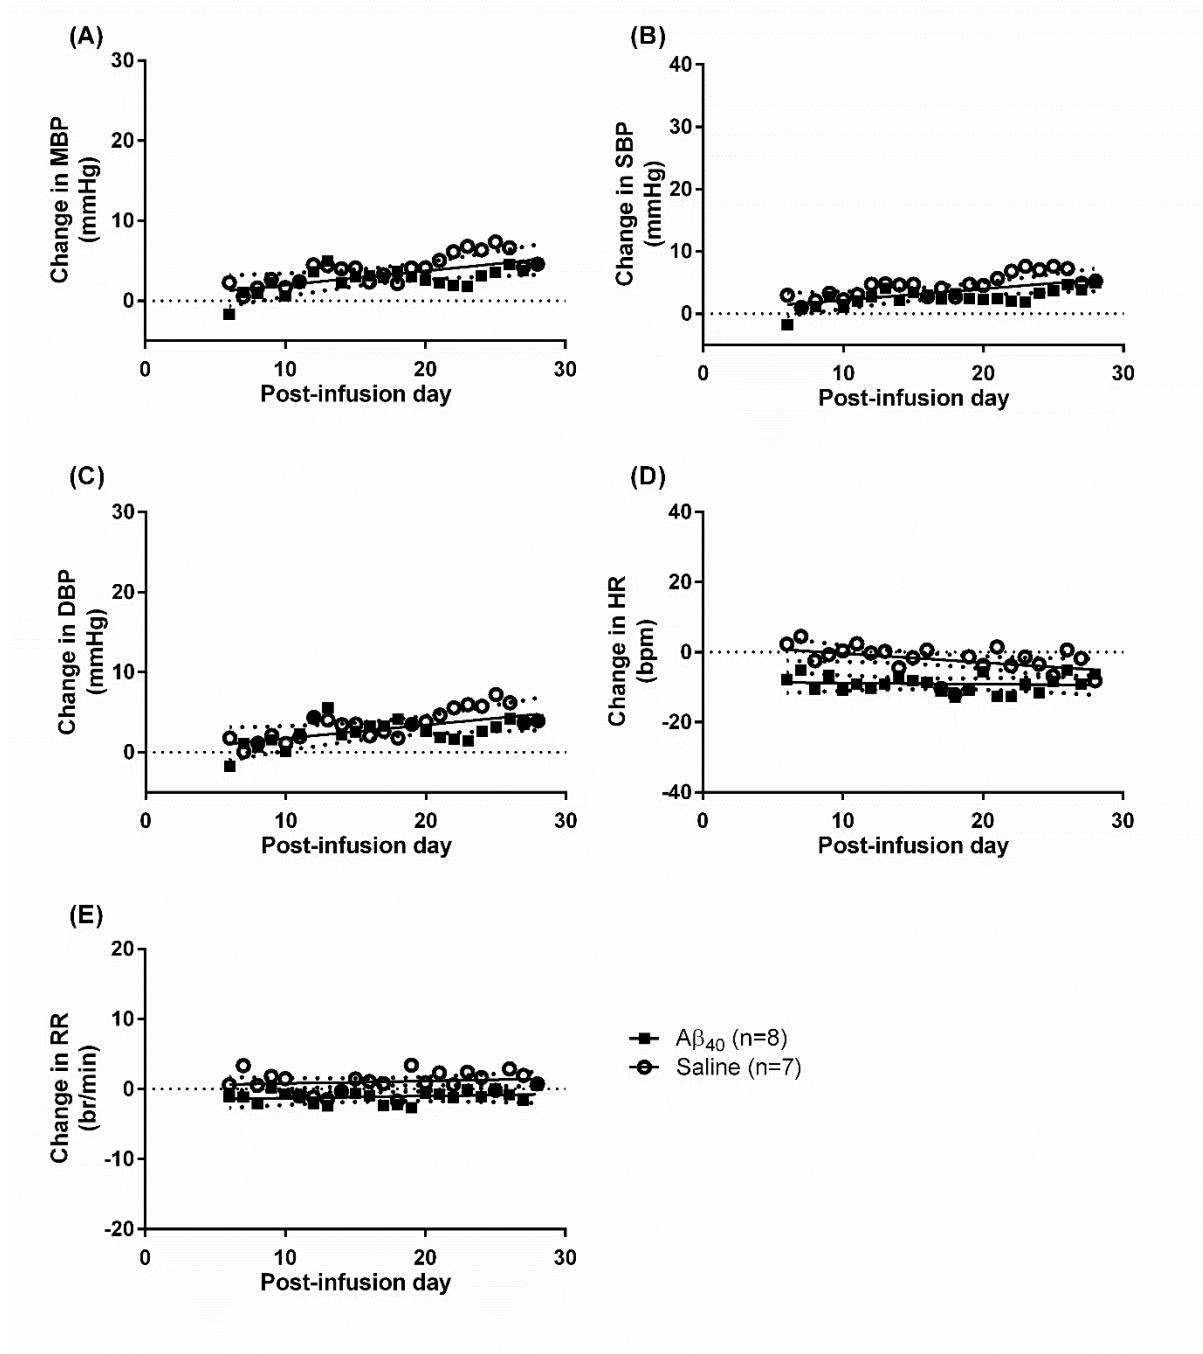 (A)
30
20
10
0
0 10 20 30
Change in MBP
(mmHg)
Post-infusion day
(B)
40
30
20
10
0
0 10 20 30
Change in SBP
(mmHg)
Post-infusion day
(C)
30
20
10
0
0 10 20 30
Change in DBP
(mmHg)
Post-infusion day
(D)
40
20
0
-20
-40
0 10 20 30
Change in HR
(bpm)
Post-infusion day
(E)
20
10
0
-10
-20
0 10 20 30
Change in RR
(br/min)
Post-infusion day
Aβ₄₀ (n=8)
Saline (n=7)